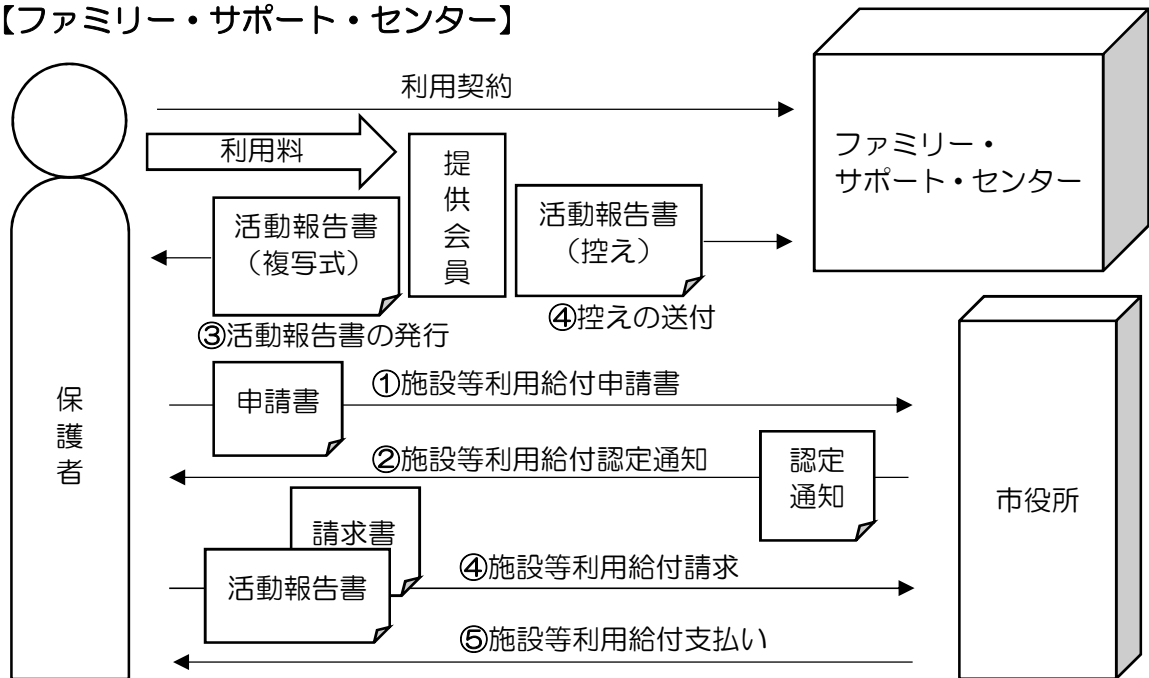 【ファミリー・サポート・センター】
利用契約
ファミリー・
サポート・センター
利用料
提供会員
活動報告書
（複写式）
活動報告書
（控え）
③活動報告書の発行
④控えの送付
保護者
申請書
①施設等利用給付申請書
②施設等利用給付認定通知
認定
通知
市役所
請求書
活動報告書
④施設等利用給付請求
⑤施設等利用給付支払い